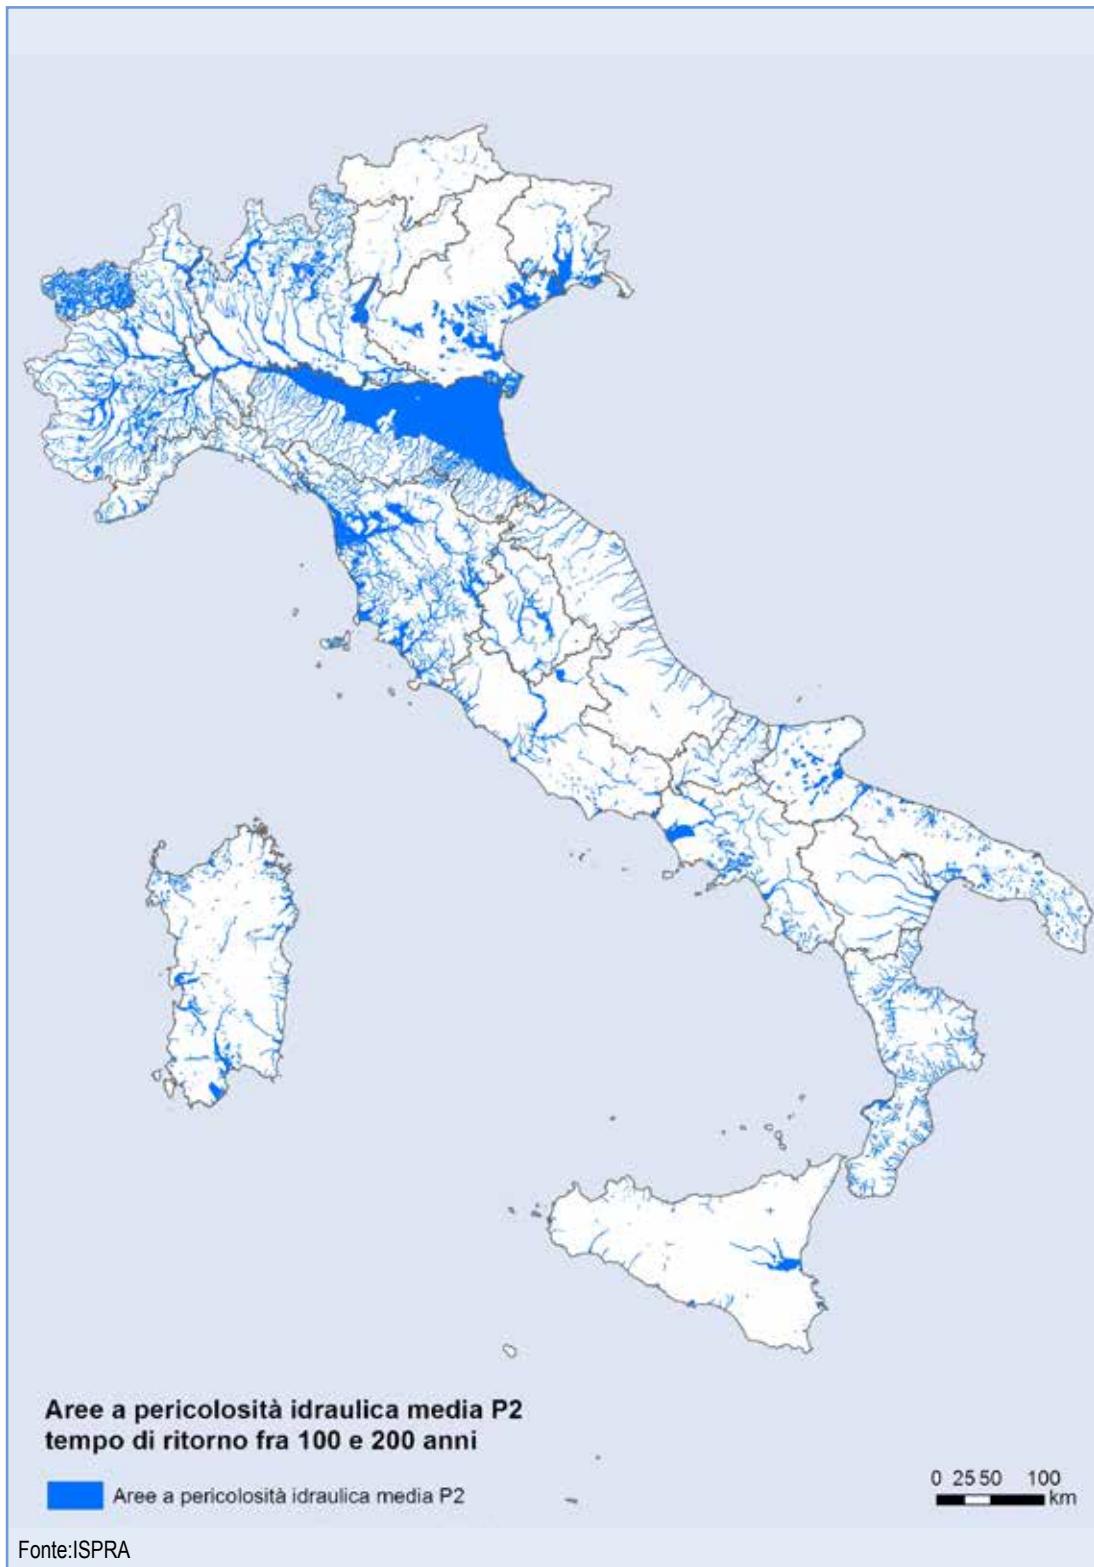 Aree a pericolosità idraulica media P2
tempo di ritorno fra 100 e 200 anni
Aree a pericolosità idraulica media P2
0 25 50 100
km
Fonte:ISPRA